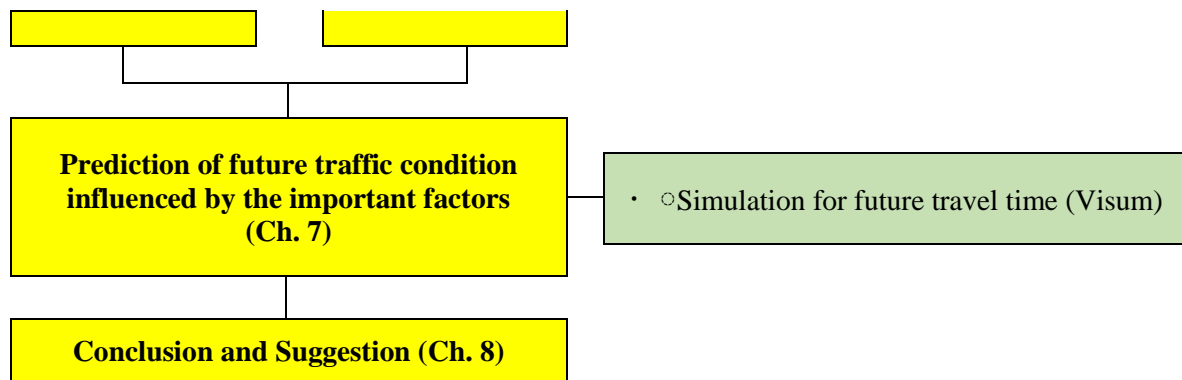 Prediction of future traffic condition
influenced by the important factors
(Ch. 7)
· ○Simulation for future travel time (Visum)
Conclusion and Suggestion (Ch. 8)